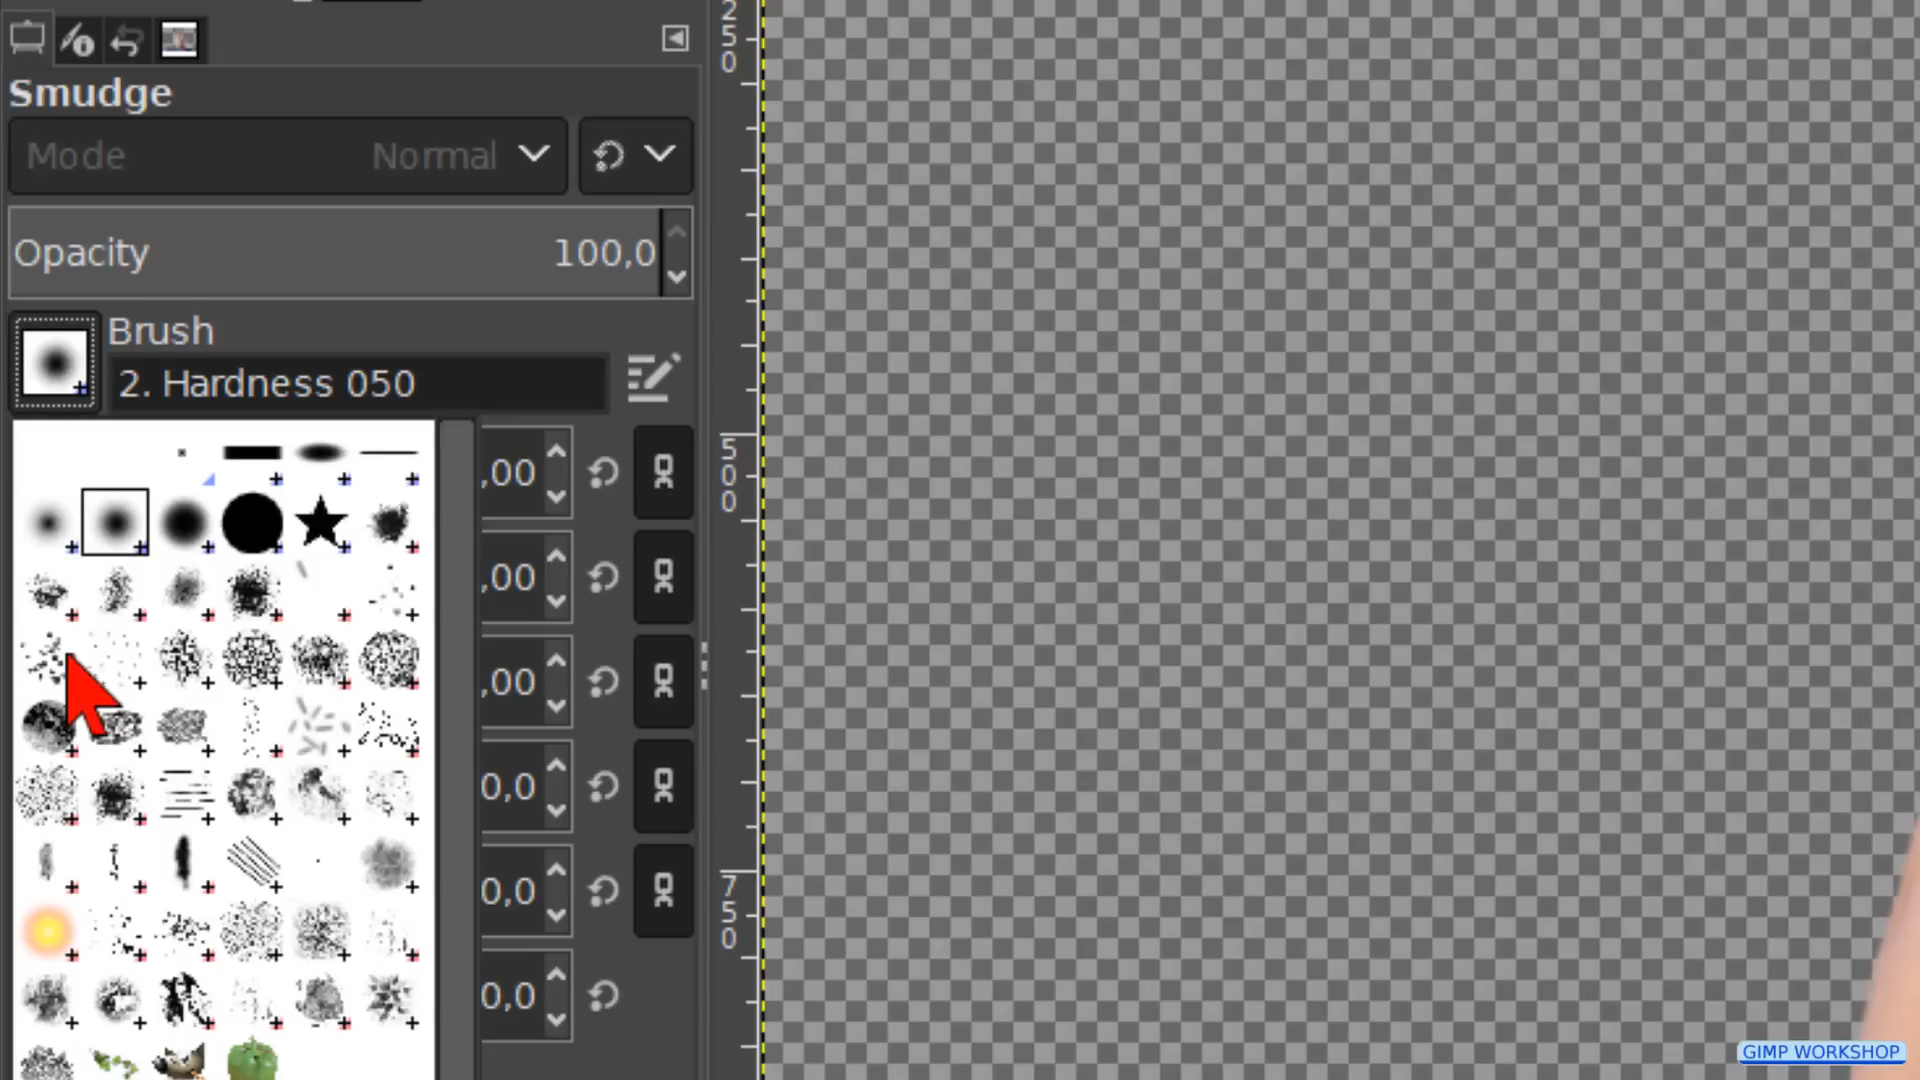 Smudge
Mode Normal
Opacity 100,0
Brush
2. Hardness 050
,00
,00
,00
0,0
0,0
0,0
250
500
750
GIMP WORKSHOP